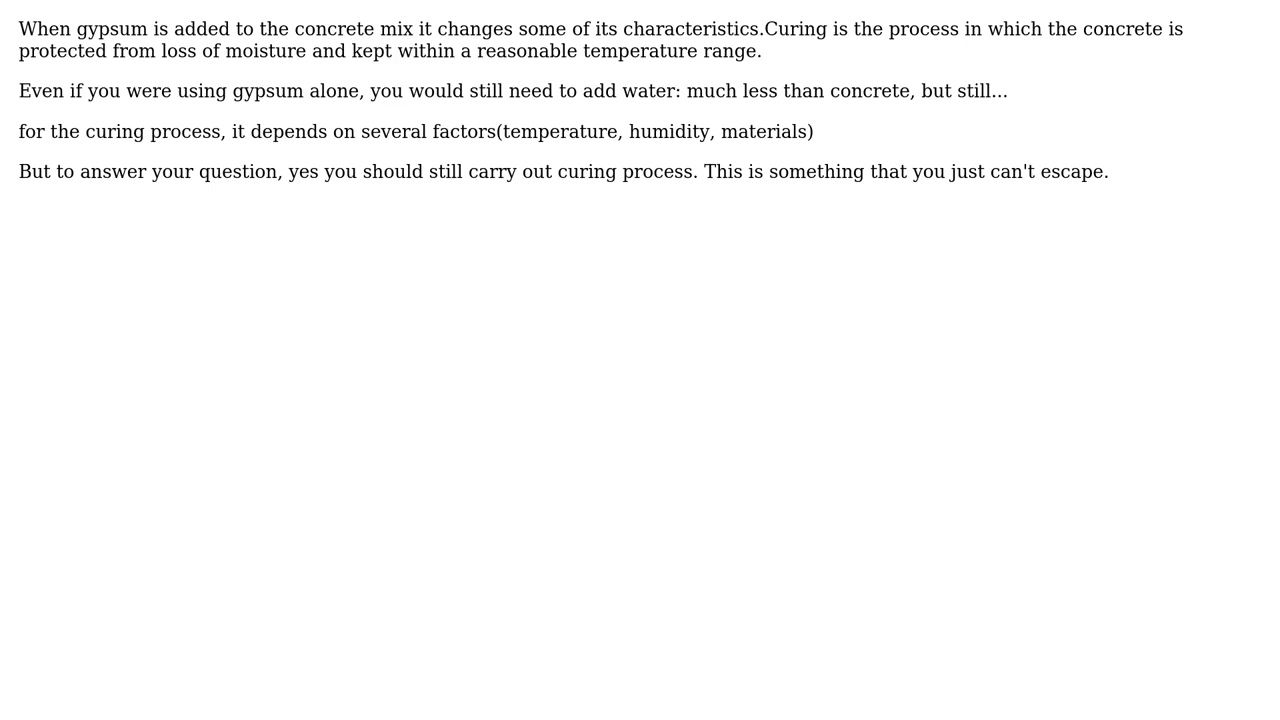 When gypsum is added to the concrete mix it changes some of its characteristics.Curing is the process in which the concrete is
protected from loss of moisture and kept within a reasonable temperature range.
Even if you were using gypsum alone, you would still need to add water: much less than concrete, but still...
for the curing process, it depends on several factors(temperature, humidity, materials)
But to answer your question, yes you should still carry out curing process. This is something that you just can't escape.